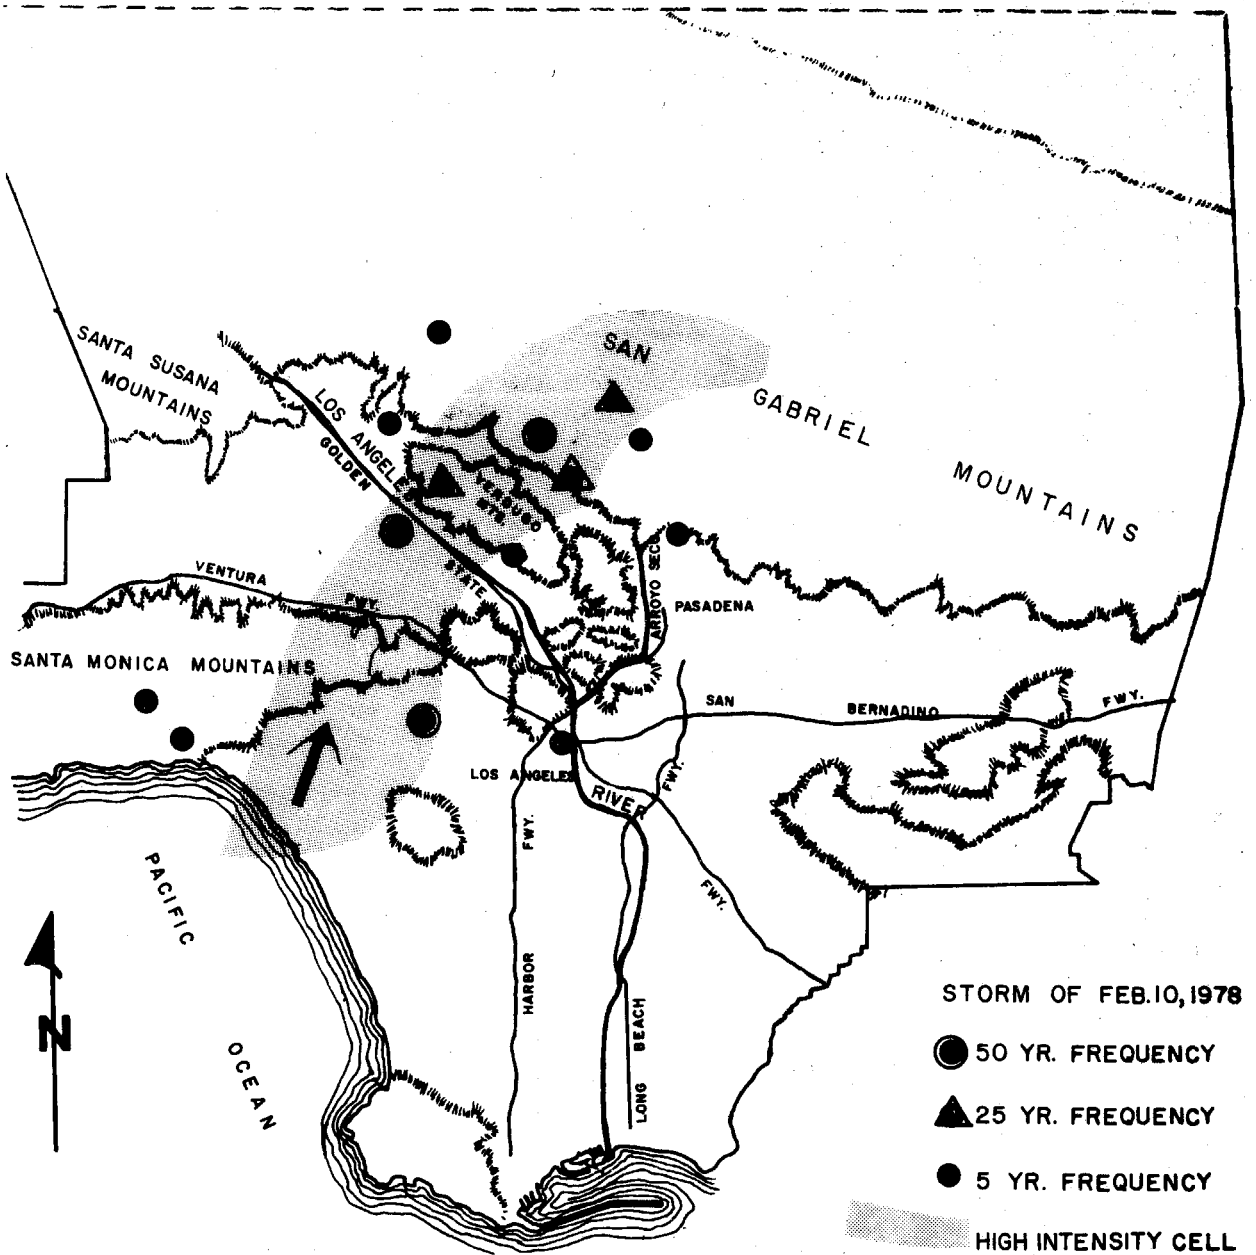 SAN
SANTA SUSANA
MOUNTAINS
LOS ANGELES
GOLDEN
GABRIEL
MOUNTAINS
VERDUGO
MTS.
STATE
VENTURA
FWY.
ARROYO SECO
PASADENA
SANTA MONICA MOUNTAINS
SAN
BERNADINO
FWY.
LOS ANGELES
RIVER
FWY.
FWY.
FWY.
PACIFIC
OCEAN
HARBOR
LONG BEACH
N
STORM OF FEB. 10, 1978
50 YR. FREQUENCY
25 YR. FREQUENCY
5 YR. FREQUENCY
HIGH INTENSITY CELL